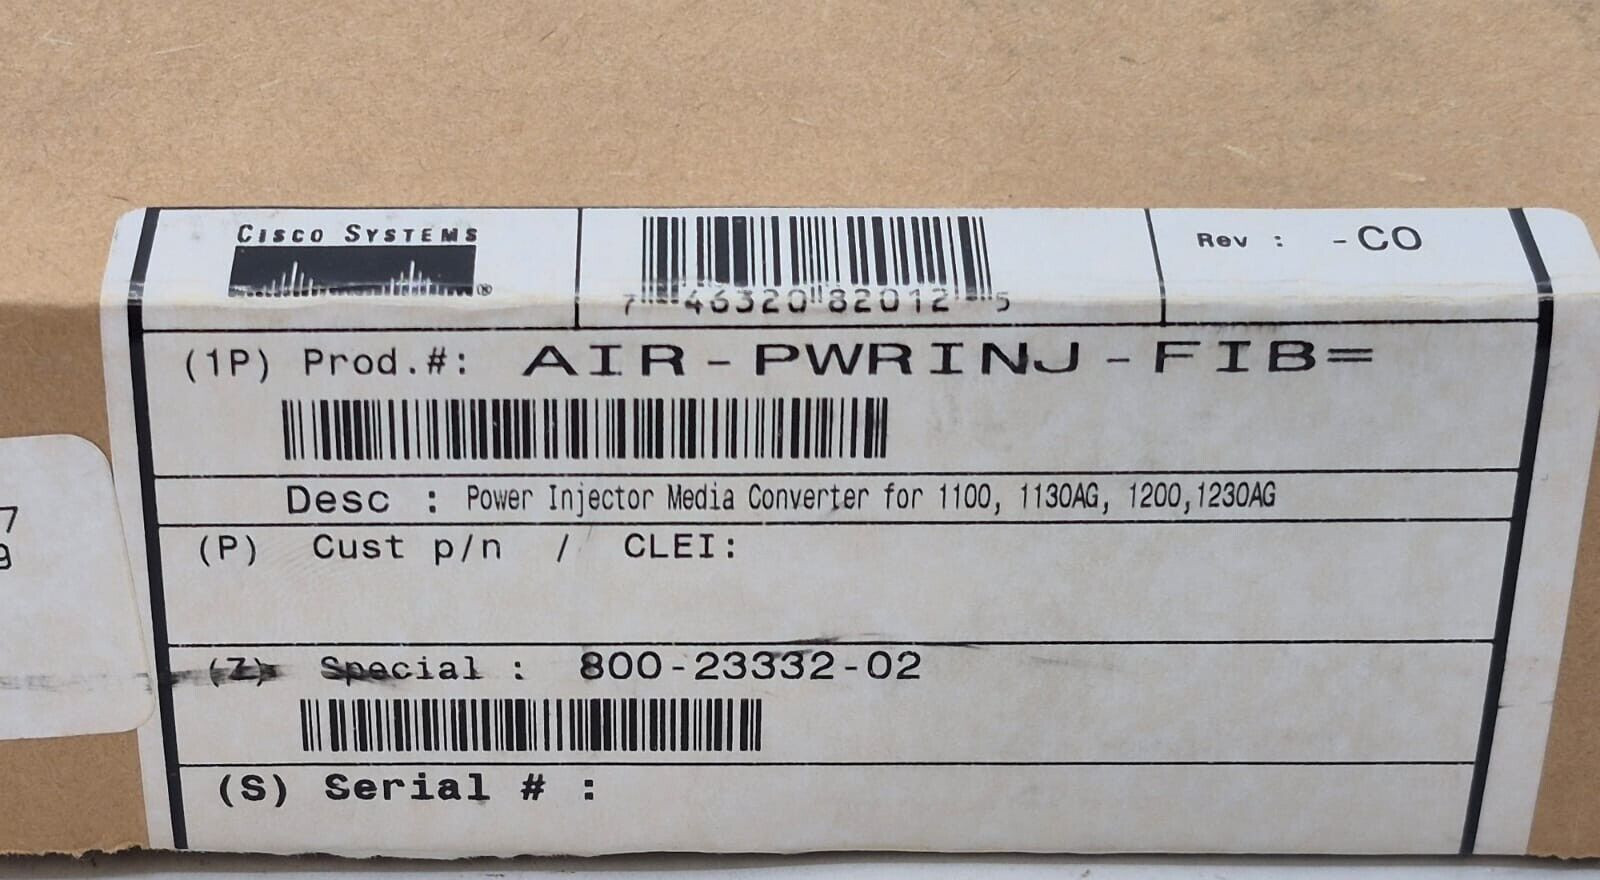 CISCO SYSTEMS
®
7 46320 82012 5
Rev : -C0
(1P) Prod.#: AIR-PWRINJ-FIB=
Desc : Power Injector Media Converter for 1100, 1130AG, 1200,1230AG
(P) Cust p/n / CLEI:
(Z) Special : 800-23332-02
(S) Serial # :
7